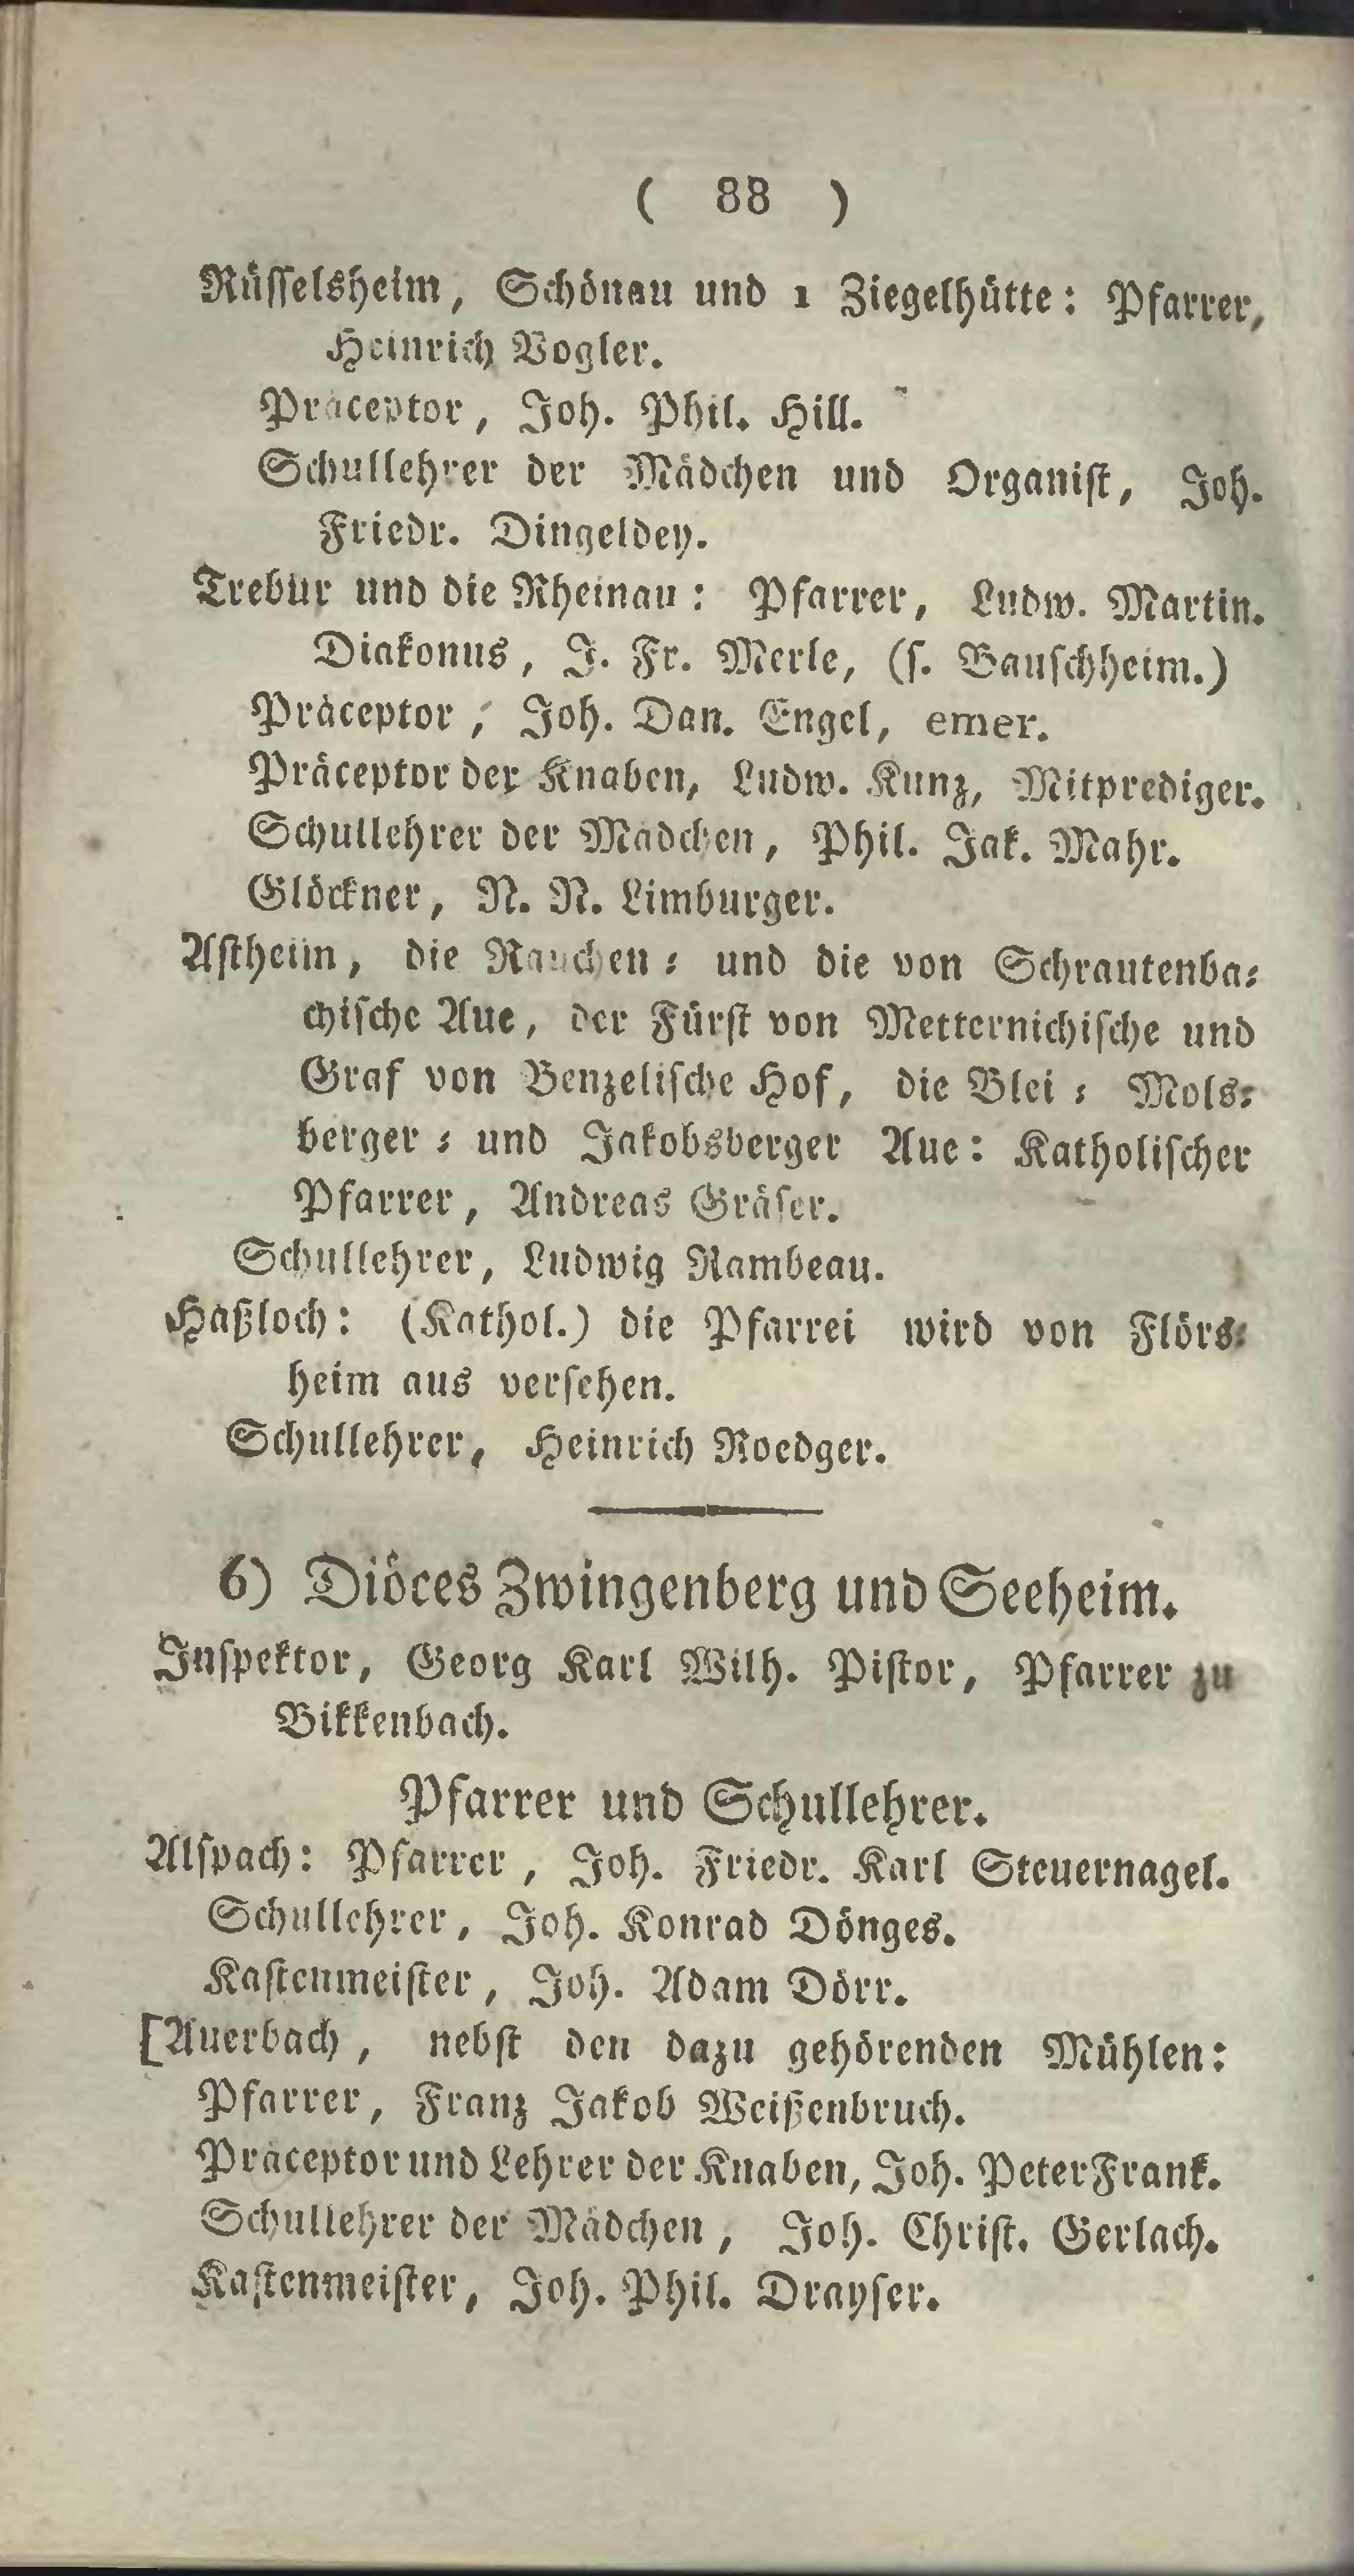 ( 88 )
Rüsselsheim, Schönau und 1 Ziegelhütte: Pfarrer,
Heinrich Vogler.
Präceptor, Joh. Phil. Hill.
Schullehrer der Mädchen und Organist, Joh.
Friedr. Dingeldey.
Trebur und die Rheinau: Pfarrer, Ludw. Martin.
Diakonus, J. Fr. Merle, (s. Bauschheim.)
Präceptor, Joh. Dan. Engel, emer.
Präceptor der Knaben, Ludw. Kunz, Mitprediger.
Schullehrer der Mädchen, Phil. Jak. Mahr.
Glöckner, N. N. Limburger.
Astheim, die Rauchen- und die von Schrautenba-
chische Aue, der Fürst von Metternichische und
Graf von Benzelische Hof, die Blei- Mols-
berger- und Jakobsberger Aue: Katholischer
Pfarrer, Andreas Gräser.
Schullehrer, Ludwig Rambeau.
Haßloch: (Kathol.) die Pfarrei wird von Flörs-
heim aus versehen.
Schullehrer, Heinrich Roedger.
6) Diöces Zwingenberg und Seeheim.
Inspektor, Georg Karl Wilh. Pistor, Pfarrer zu
Bikkenbach.
Pfarrer und Schullehrer.
Alspach: Pfarrer, Joh. Friedr. Karl Steuernagel.
Schullehrer, Joh. Konrad Dönges.
Kastenmeister, Joh. Adam Dörr.
[Auerbach, nebst den dazu gehörenden Mühlen:
Pfarrer, Franz Jakob Weißenbruch.
Präceptor und Lehrer der Knaben, Joh. Peter Frank.
Schullehrer der Mädchen, Joh. Christ. Gerlach.
Kastenmeister, Joh. Phil. Drayser.